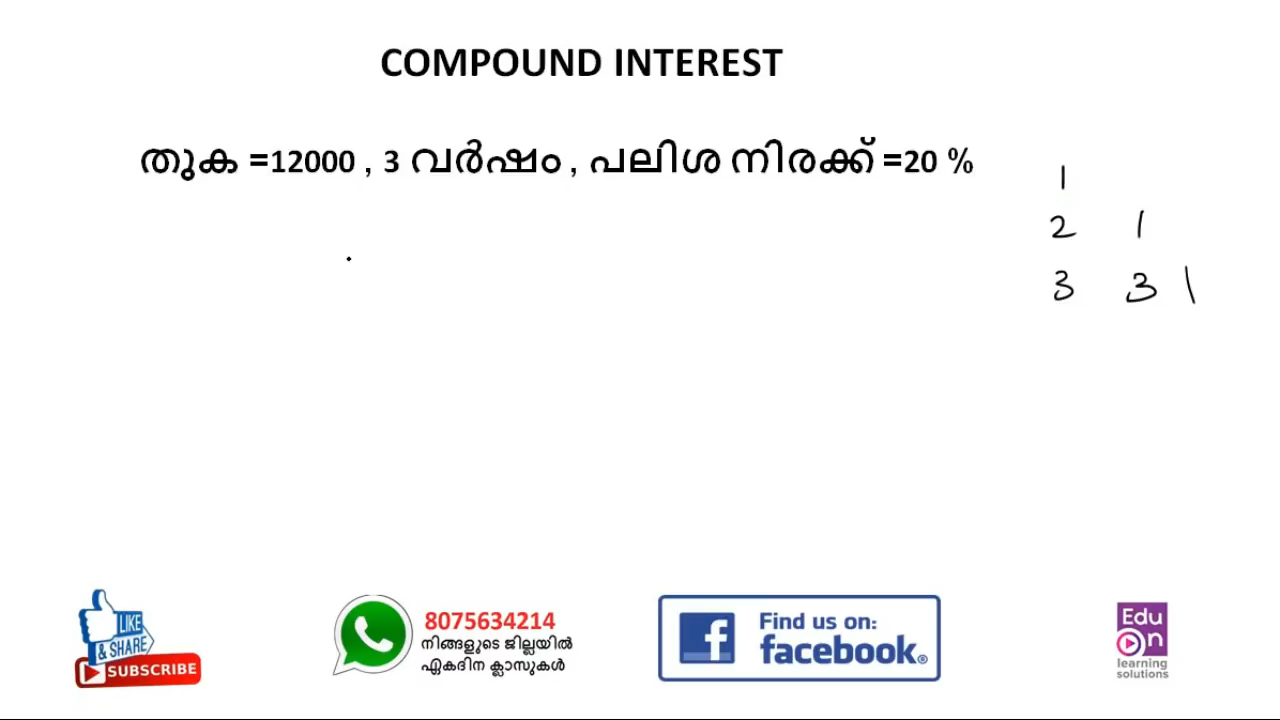 COMPOUND INTEREST
തുക =12000 , 3 വർഷം , പലിശ നിരക്ക് =20 %
1
2 1
3 3 1
LIKE
& SHARE
SUBSCRIBE
8075634214
നിങ്ങളുടെ ജില്ലയിൽ
ഏകദിന ക്ലാസുകൾ
Find us on:
facebook®
Edu
On
learning
solutions